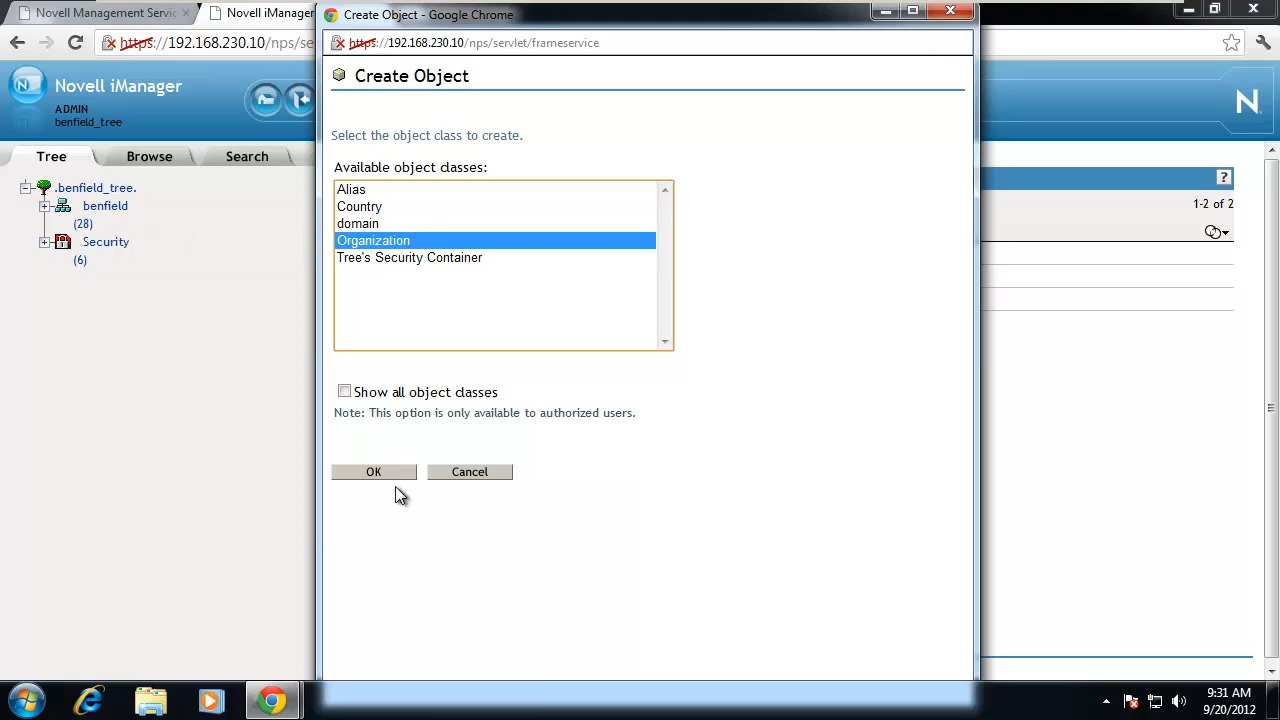 Novell Management Servic
Novell iManager
Create Object - Google Chrome
https://192.168.230.10/nps/se
https://192.168.230.10/nps/servlet/frameservice
Novell iManager
ADMIN
benfield_tree
N
Create Object
Tree
Browse
Search
Select the object class to create.
Available object classes:
Alias
Country
domain
Organization
Tree's Security Container
.benfield_tree.
benfield
(28)
Security
(6)
?
1-2 of 2
Show all object classes
Note: This option is only available to authorized users.
OK
Cancel
9:31 AM
9/20/2012